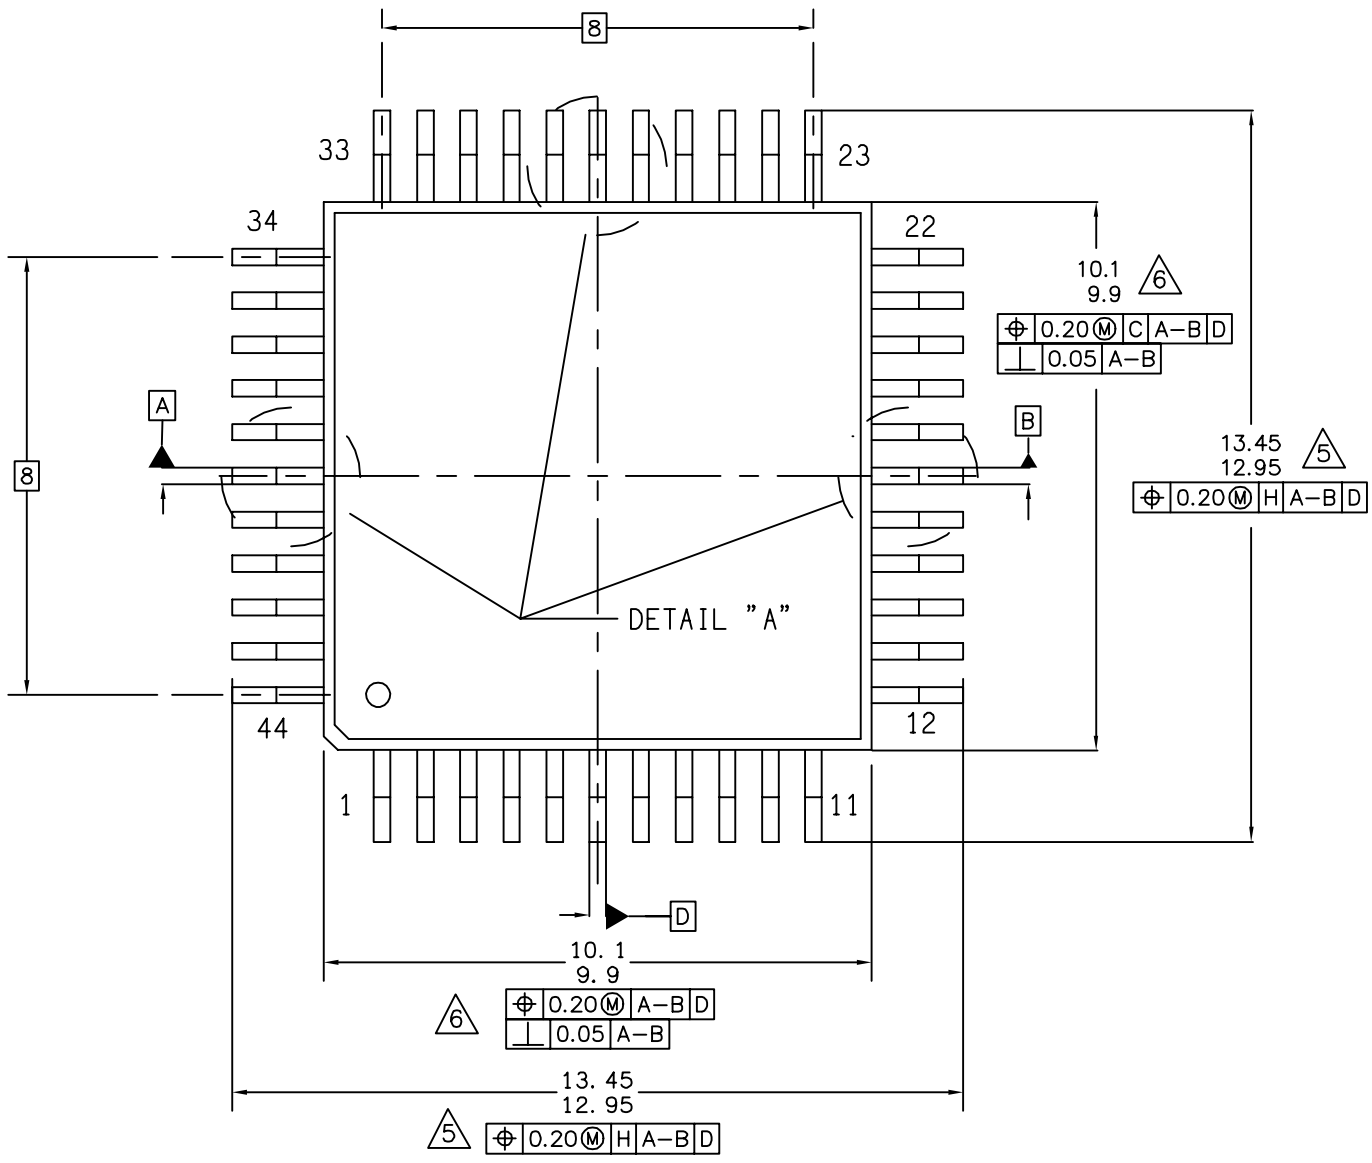 8
33
23
34
22
10.1
9.9
6
⌖ 0.20 Ⓜ C A-B D
⊥ 0.05 A-B
A
B
8
13.45
12.95
5
⌖ 0.20 Ⓜ H A-B D
DETAIL "A"
44
12
1
11
D
10. 1
9. 9
6
⌖ 0.20 Ⓜ A-B D
⊥ 0.05 A-B
13. 45
12. 95
5
⌖ 0.20 Ⓜ H A-B D